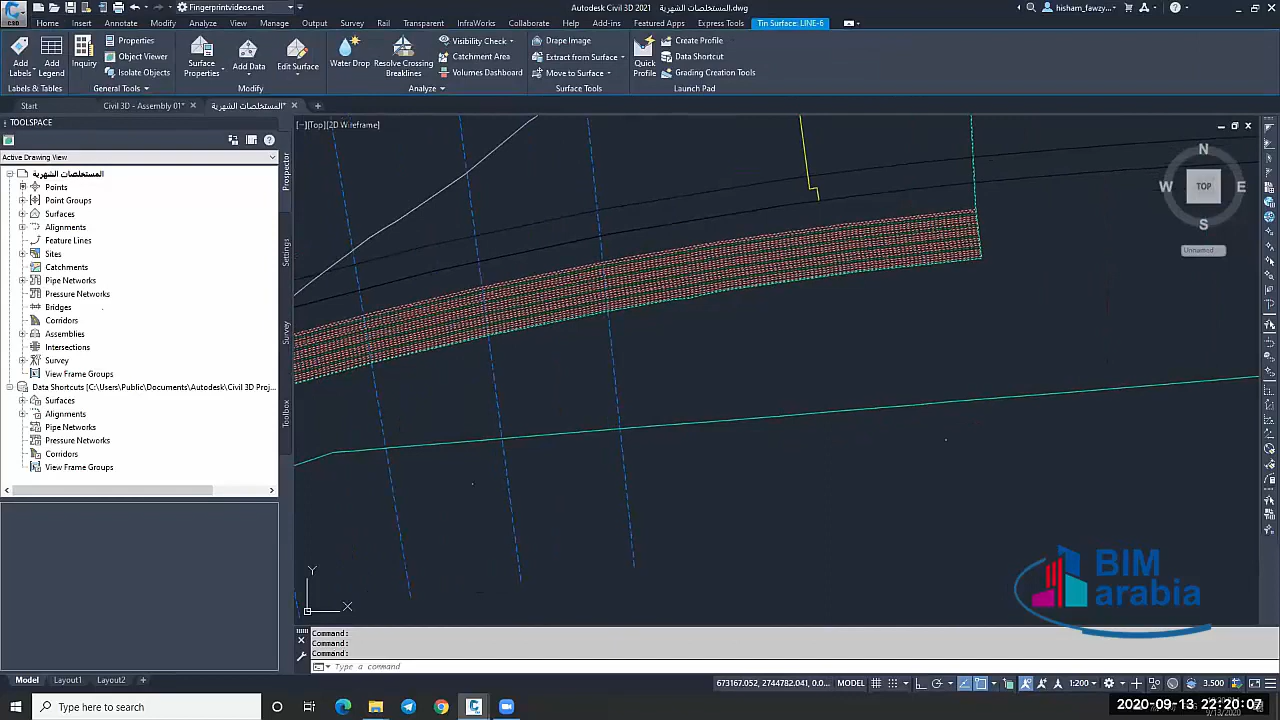 Fingerprintvideos.net
Autodesk Civil 3D 2021 المستخلصات الشهرية.dwg
hisham_fawzy...
Home Insert Annotate Modify Analyze View Manage Output Survey Rail Transparent InfraWorks Collaborate Help Add-ins Featured Apps Express Tools Tin Surface: LINE-6
Properties
Object Viewer
Isolate Objects
Add Labels
Add Legend
Inquiry
Surface Properties
Add Data
Edit Surface
Water Drop
Resolve Crossing Breaklines
Visibility Check
Catchment Area
Volumes Dashboard
Drape Image
Extract from Surface
Move to Surface
Quick Profile
Create Profile
Data Shortcut
Grading Creation Tools
Labels & Tables General Tools Modify Analyze Surface Tools Launch Pad
Start Civil 3D - Assembly 01* المستخلصات الشهرية*
TOOLSPACE
Active Drawing View
المستخلصات الشهرية
Points
Point Groups
Surfaces
Alignments
Feature Lines
Sites
Catchments
Pipe Networks
Pressure Networks
Bridges
Corridors
Assemblies
Intersections
Survey
View Frame Groups
Data Shortcuts [C:\Users\Public\Documents\Autodesk\Civil 3D Proj...
Surfaces
Alignments
Pipe Networks
Pressure Networks
Corridors
View Frame Groups
Prospector
Settings
Survey
Toolbox
[−][Top][2D Wireframe]
N
W TOP E
S
Unnamed
Y
X
BIM
arabia
Command:
Command:
Command:
Type a command
Model Layout1 Layout2
673167.052, 2744782.041, 0.0... MODEL 1:200 3.500
Type here to search
2020-09-13 22:20:07